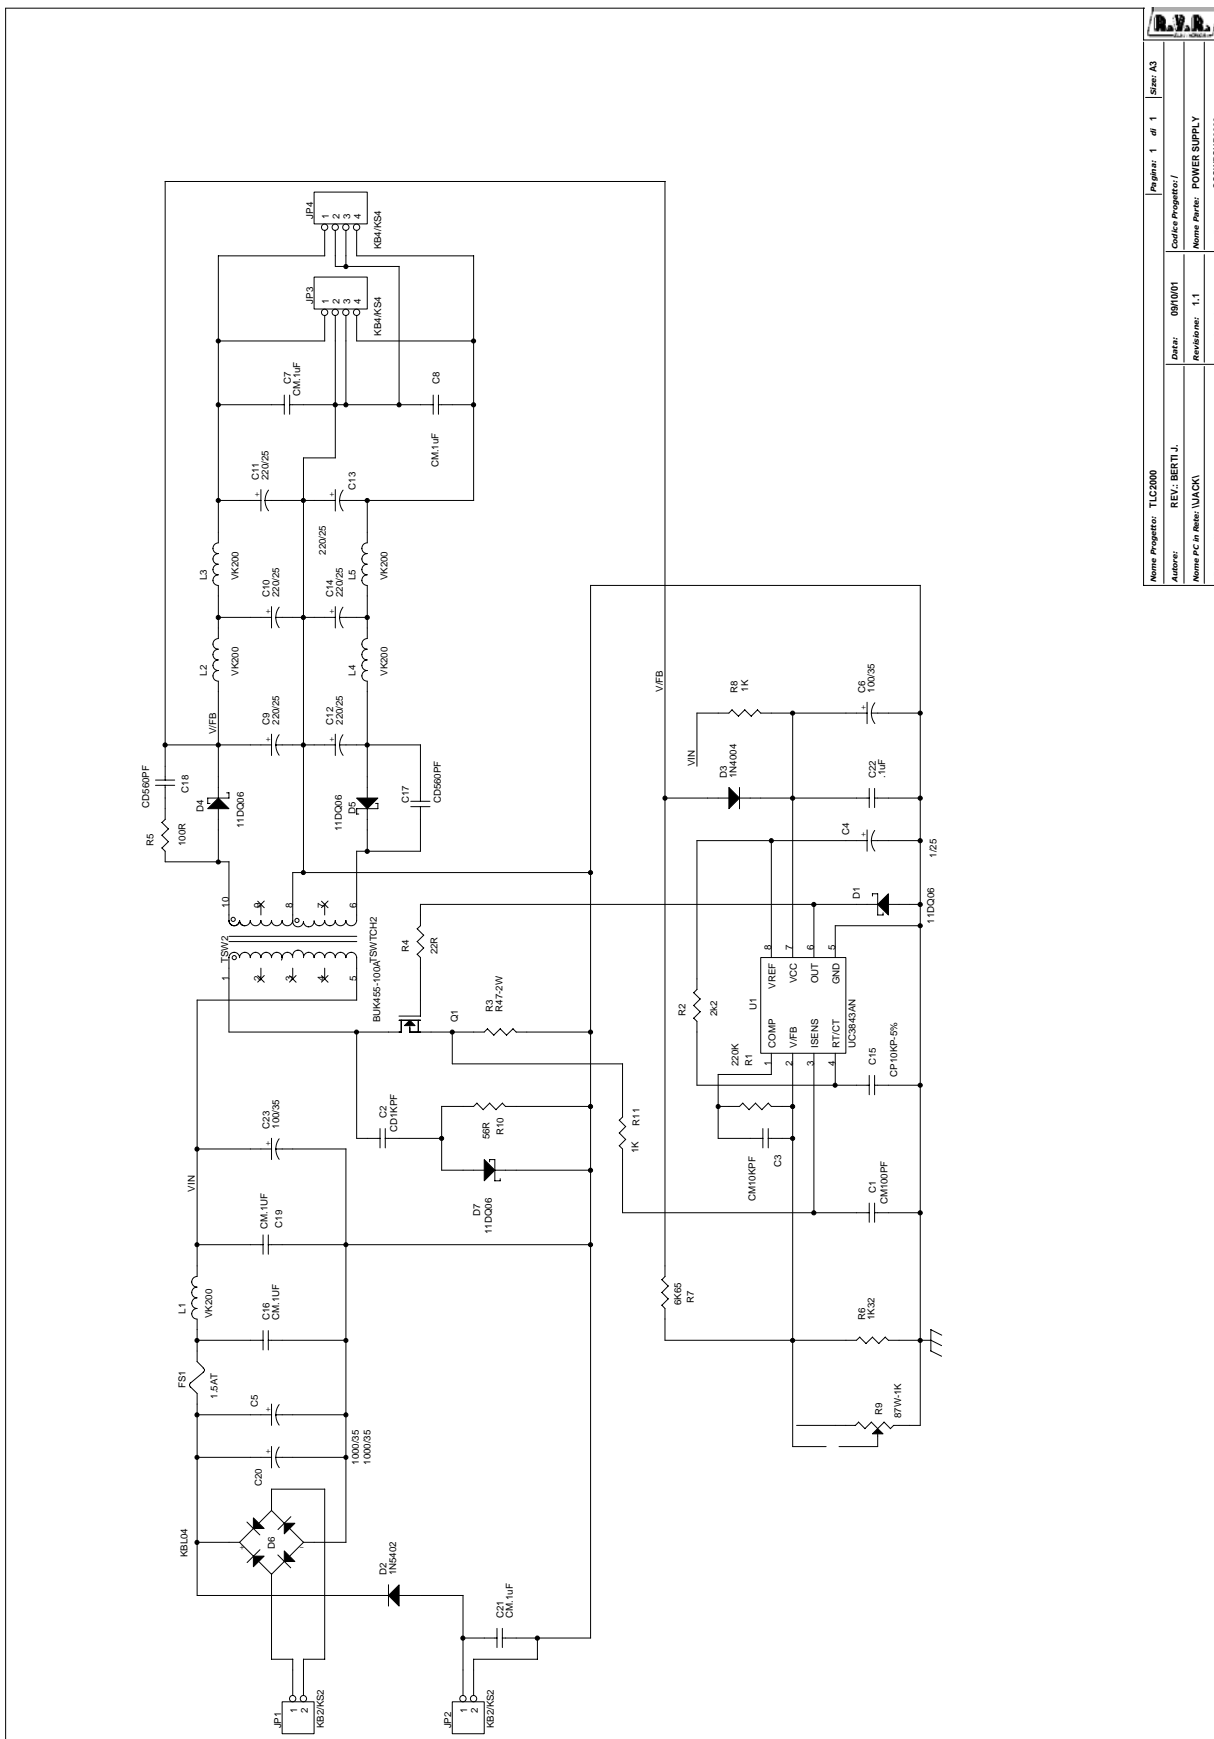 R.V.R.
Nome Progetto: TLC2000
Pagina: 1 di 1
Size: A3
Autore: REV.: BERTI J.
Data: 09/10/01
Codice Progetto: /
Nome PC in Rete: \\JACK\
Revisione: 1.1
Nome Parte: POWER SUPPLY
JP4
1
2
3
4
KB4/KS4
JP3
1
2
3
4
KB4/KS4
C7
CM.1uF
C8
CM.1uF
C11
220/25
C13
220/25
L3
VK200
C10
220/25
C14
220/25
L5
VK200
L2
VK200
L4
VK200
V/FB
C9
220/25
C12
220/25
CD560PF
C18
R5
100R
D4
11DQ06
D5
11DQ06
C17
CD560PF
TSW2
TSWTCH2
10
9
8
7
6
1
2
3
4
5
BUK455-100A
Q1
R4
22R
R3
R47-2W
C2
CD1KPF
56R
R10
D7
11DQ06
R11
1K
VIN
C23
100/35
CM.1UF
C19
L1
VK200
C16
CM.1UF
FS1
1.5AT
C5
C20
1000/35
1000/35
KBL04
D6
+
-
D2
1N5402
C21
CM.1uF
JP1
1
2
KB2/KS2
JP2
1
2
KB2/KS2
V/FB
VIN
R8
1K
C6
100/35
D3
1N4004
C22
.1uF
C4
1/25
D1
11DQ06
R2
2k2
U1
UC3843AN
COMP
V/FB
ISENS
RT/CT
VREF
VCC
OUT
GND
1
2
3
4
8
7
6
5
220K
R1
CM10KPF
C3
C15
CP10KP-5%
C1
CM100PF
6K65
R7
R6
1K32
R9
87W-1K